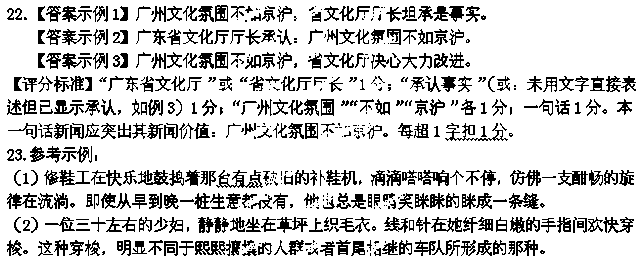 22.【答案示例1】广州文化氛围不如京沪，省文化厅厅长坦承是事实。
【答案示例2】广东省文化厅厅长承认：广州文化氛围不如京沪。
【答案示例3】广州文化氛围不如京沪，省文化厅决心大力改进。
【评分标准】“广东省文化厅”或“省文化厅厅长”1分；“承认事实”(或：未用文字直接表
述但已显示承认，如例3）1分；“广州文化氛围”“不如”“京沪”各1分；一句话1分。本
一句话新闻应突出其新闻价值：广州文化氛围不如京沪。每超1字扣1分。
23.参考示例：
（1）修鞋工在快乐地鼓捣着那台有点破旧的补鞋机，滴滴嗒嗒响个不停，仿佛一支酣畅的旋
律在流淌。即使从早到晚一桩生意都没有，他也总是眼睛笑眯眯的眯成一条缝。
（2）一位三十左右的少妇，静静地坐在草坪上织毛衣。线和针在她纤细白嫩的手指间欢快穿
梭。这种穿梭，明显不同于熙熙攘攘的人群或者首尾相继的车队所形成的那种。